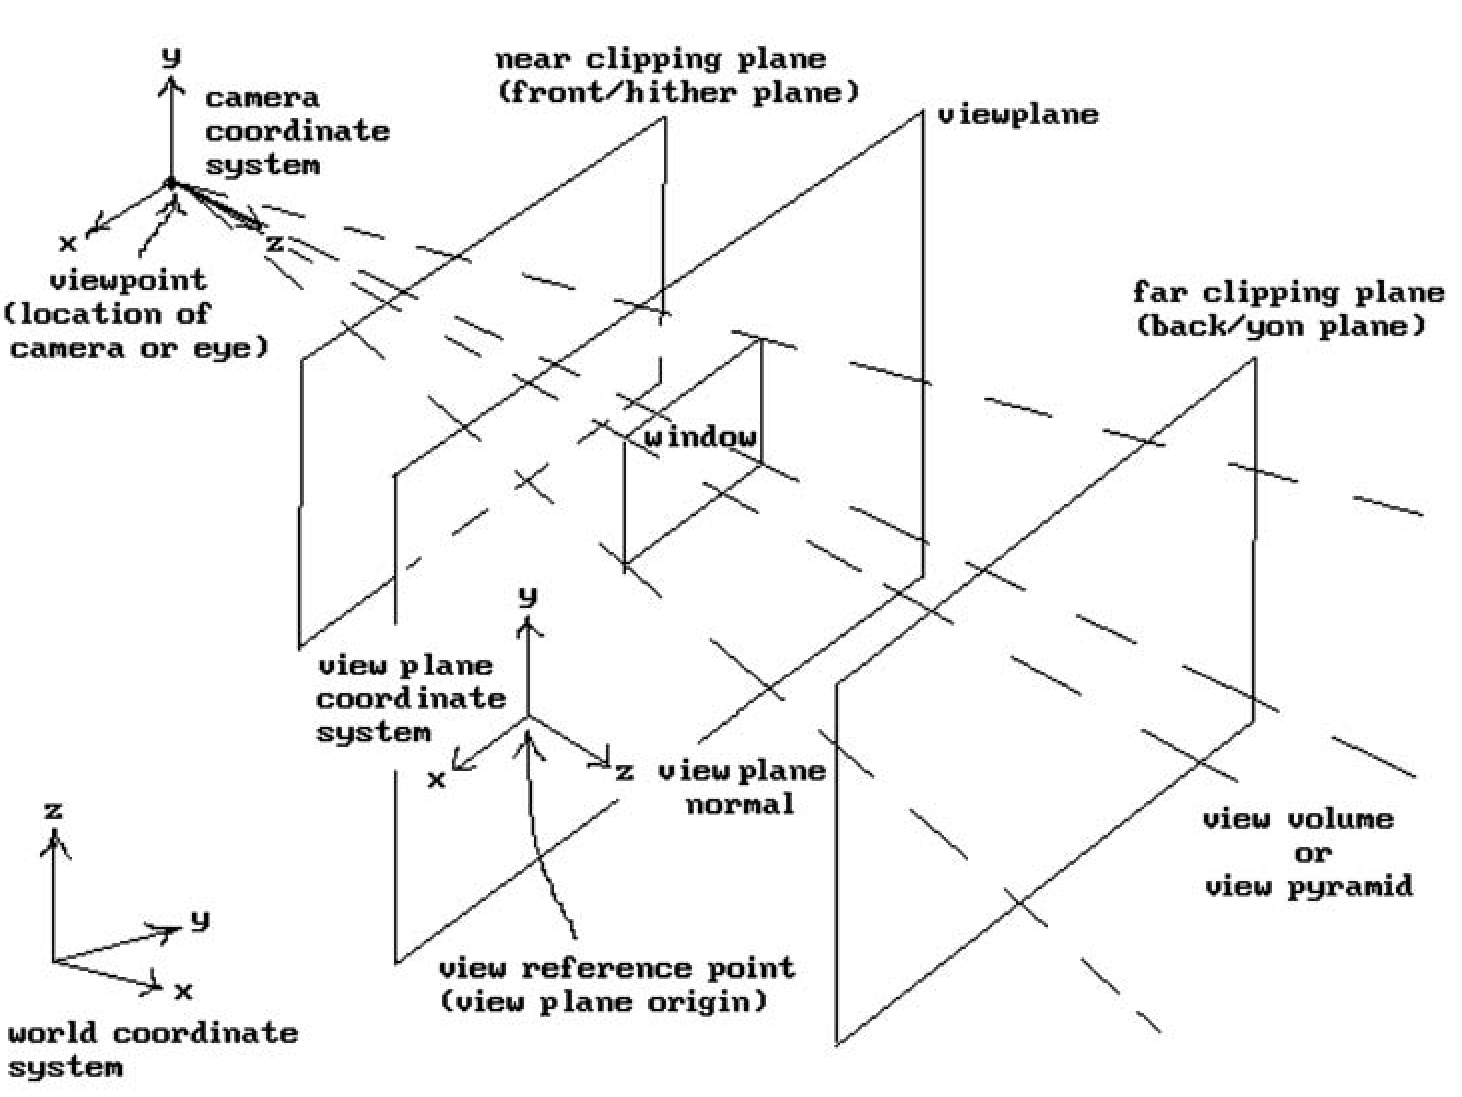 y
camera
coordinate
system
x
z
viewpoint
(location of
camera or eye)
near clipping plane
(front/hither plane)
viewplane
far clipping plane
(back/yon plane)
window
y
view plane
coordinate
system
x
z
view plane
normal
view reference point
(view plane origin)
view volume
or
view pyramid
z
y
x
world coordinate
system